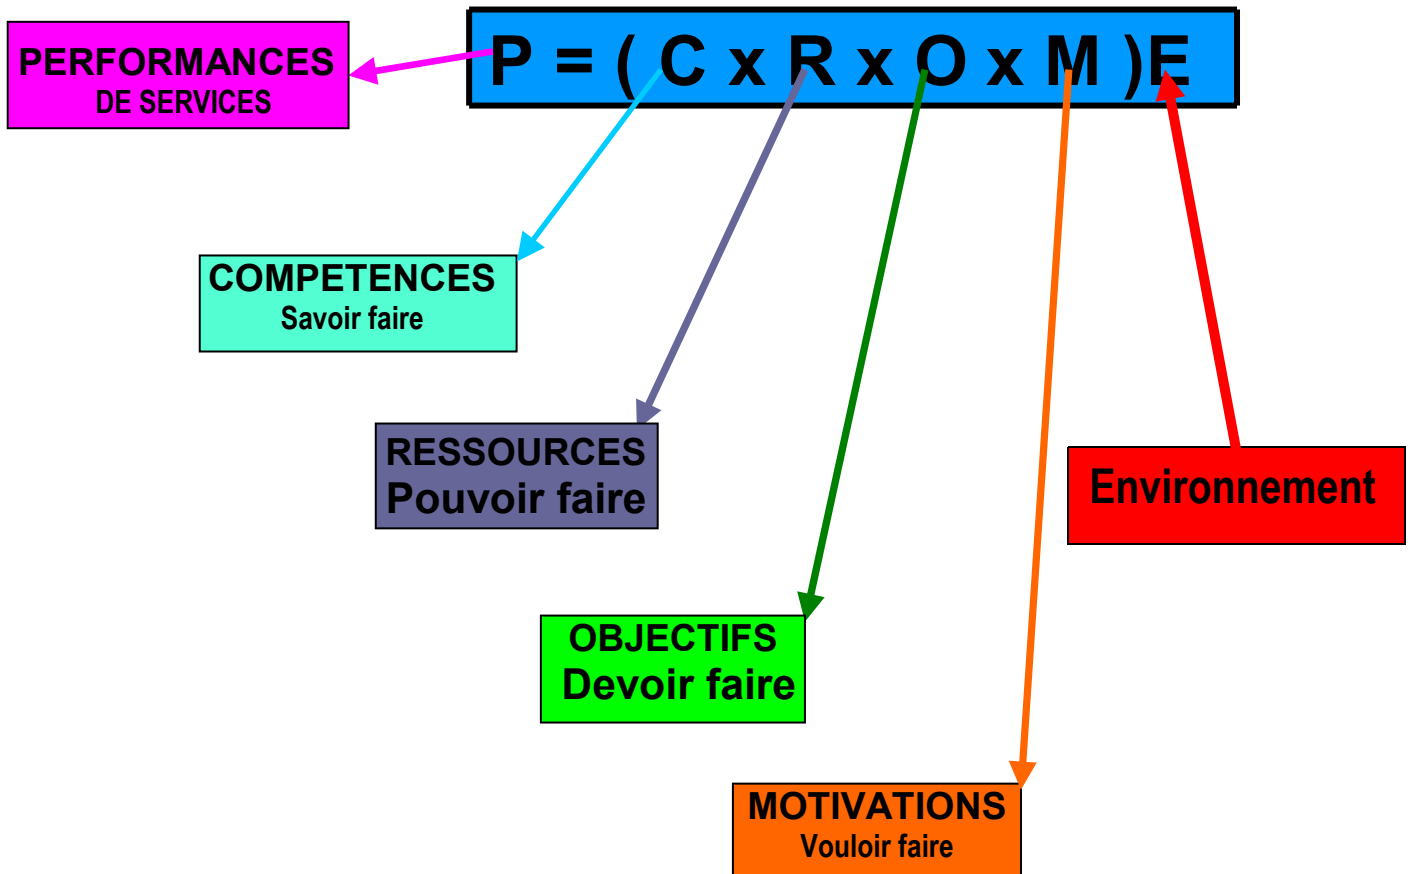 P = ( C x R x O x M )E
PERFORMANCES
DE SERVICES
COMPETENCES
Savoir faire
RESSOURCES
Pouvoir faire
Environnement
OBJECTIFS
Devoir faire
MOTIVATIONS
Vouloir faire